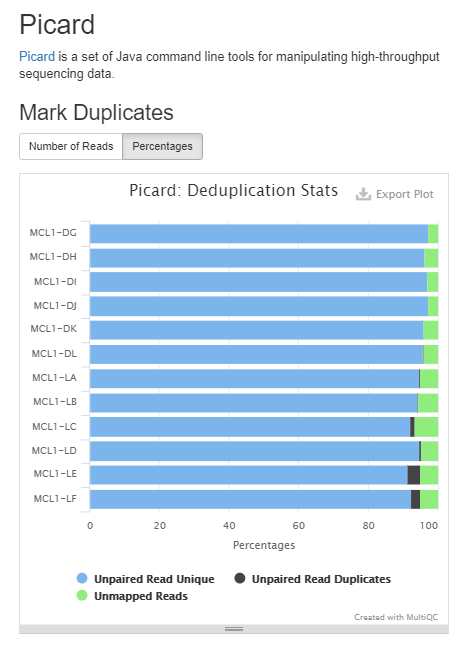 Picard
Picard is a set of Java command line tools for manipulating high-throughput
sequencing data.
Mark Duplicates
Number of Reads Percentages
Picard: Deduplication Stats Export Plot
MCL1-DG
MCL1-DH
MCL1-DI
MCL1-DJ
MCL1-DK
MCL1-DL
MCL1-LA
MCL1-LB
MCL1-LC
MCL1-LD
MCL1-LE
MCL1-LF
0 20 40 60 80 100
Percentages
Unpaired Read Unique Unpaired Read Duplicates
Unmapped Reads
Created with MultiQC